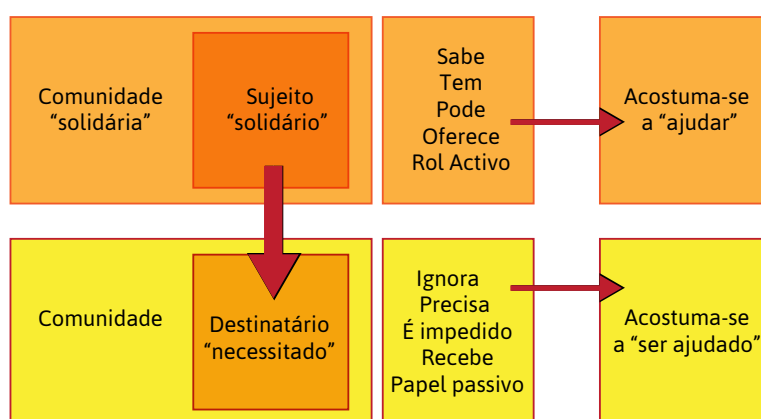 Comunidade
“solidária”
Sujeito
“solidário”
Sabe
Tem
Pode
Oferece
Rol Activo
Acostuma-se
a “ajudar”
Comunidade
Destinatário
“necessitado”
Ignora
Precisa
É impedido
Recebe
Papel passivo
Acostuma-se
a “ser ajudado”